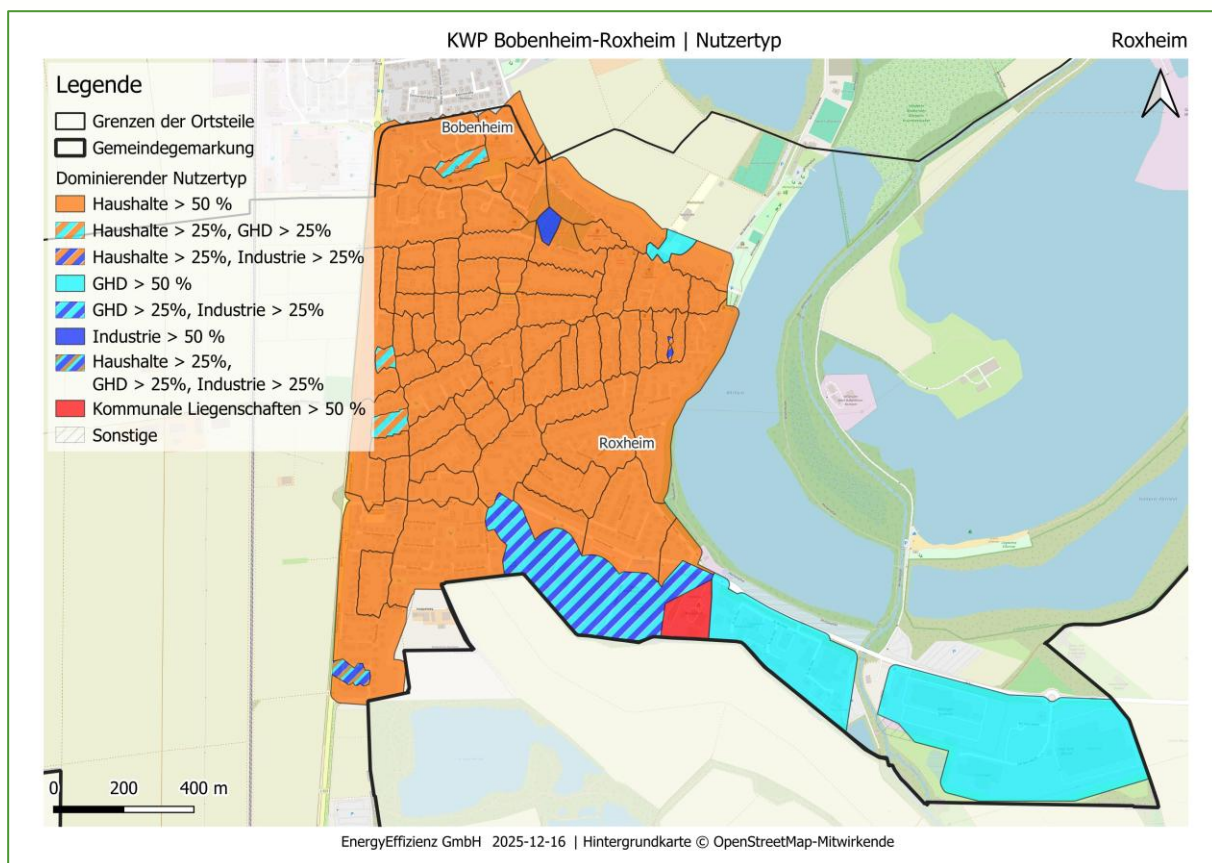 KWP Bobenheim-Roxheim | Nutzertyp
Roxheim
Legende
Grenzen der Ortsteile
Gemeindegemarkung
Dominierender Nutzertyp
Haushalte > 50 %
Haushalte > 25%, GHD > 25%
Haushalte > 25%, Industrie > 25%
GHD > 50 %
GHD > 25%, Industrie > 25%
Industrie > 50 %
Haushalte > 25%,
GHD > 25%, Industrie > 25%
Kommunale Liegenschaften > 50 %
Sonstige
Bobenheim
Roxheim
0 200 400 m
EnergyEffizienz GmbH 2025-12-16 | Hintergrundkarte © OpenStreetMap-Mitwirkende